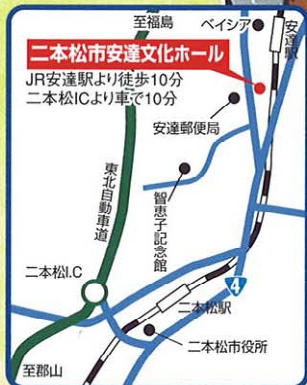 至福島
ベイシア
安達駅
二本松市安達文化ホール
JR安達駅より徒歩10分
二本松ICより車で10分
安達郵便局
東北自動車道
智恵子記念館
二本松I.C
4
二本松駅
二本松市役所
至郡山